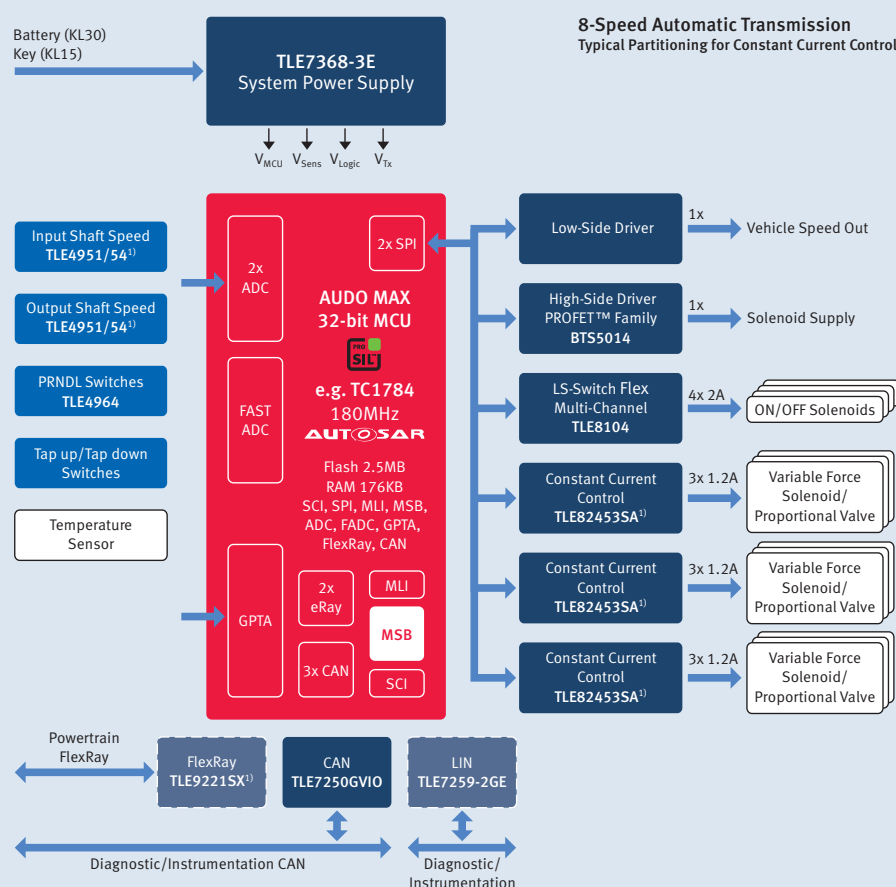 8-Speed Automatic Transmission
Typical Partitioning for Constant Current Control
Battery (KL30)
Key (KL15)
TLE7368-3E
System Power Supply
VMCU VSens VLogic VTx
Input Shaft Speed
TLE4951/54¹⁾
Output Shaft Speed
TLE4951/54¹⁾
PRNDL Switches
TLE4964
Tap up/Tap down
Switches
Temperature
Sensor
2x
ADC
FAST
ADC
GPTA
2x SPI
AUDO MAX
32-bit MCU
PRO
SIL™
e.g. TC1784
180MHz
AUTOSAR
Flash 2.5MB
RAM 176KB
SCI, SPI, MLI, MSB,
ADC, FADC, GPTA,
FlexRay, CAN
2x
eRay
MLI
MSB
3x CAN
SCI
Low-Side Driver
1x
Vehicle Speed Out
High-Side Driver
PROFET™ Family
BTS5014
1x
Solenoid Supply
LS-Switch Flex
Multi-Channel
TLE8104
4x 2A
ON/OFF Solenoids
Constant Current
Control
TLE82453SA¹⁾
3x 1.2A
Variable Force
Solenoid/
Proportional Valve
Constant Current
Control
TLE82453SA¹⁾
3x 1.2A
Variable Force
Solenoid/
Proportional Valve
Constant Current
Control
TLE82453SA¹⁾
3x 1.2A
Variable Force
Solenoid/
Proportional Valve
Powertrain
FlexRay
FlexRay
TLE9221SX¹⁾
CAN
TLE7250GVIO
LIN
TLE7259-2GE
Diagnostic/Instrumentation CAN
Diagnostic/
Instrumentation